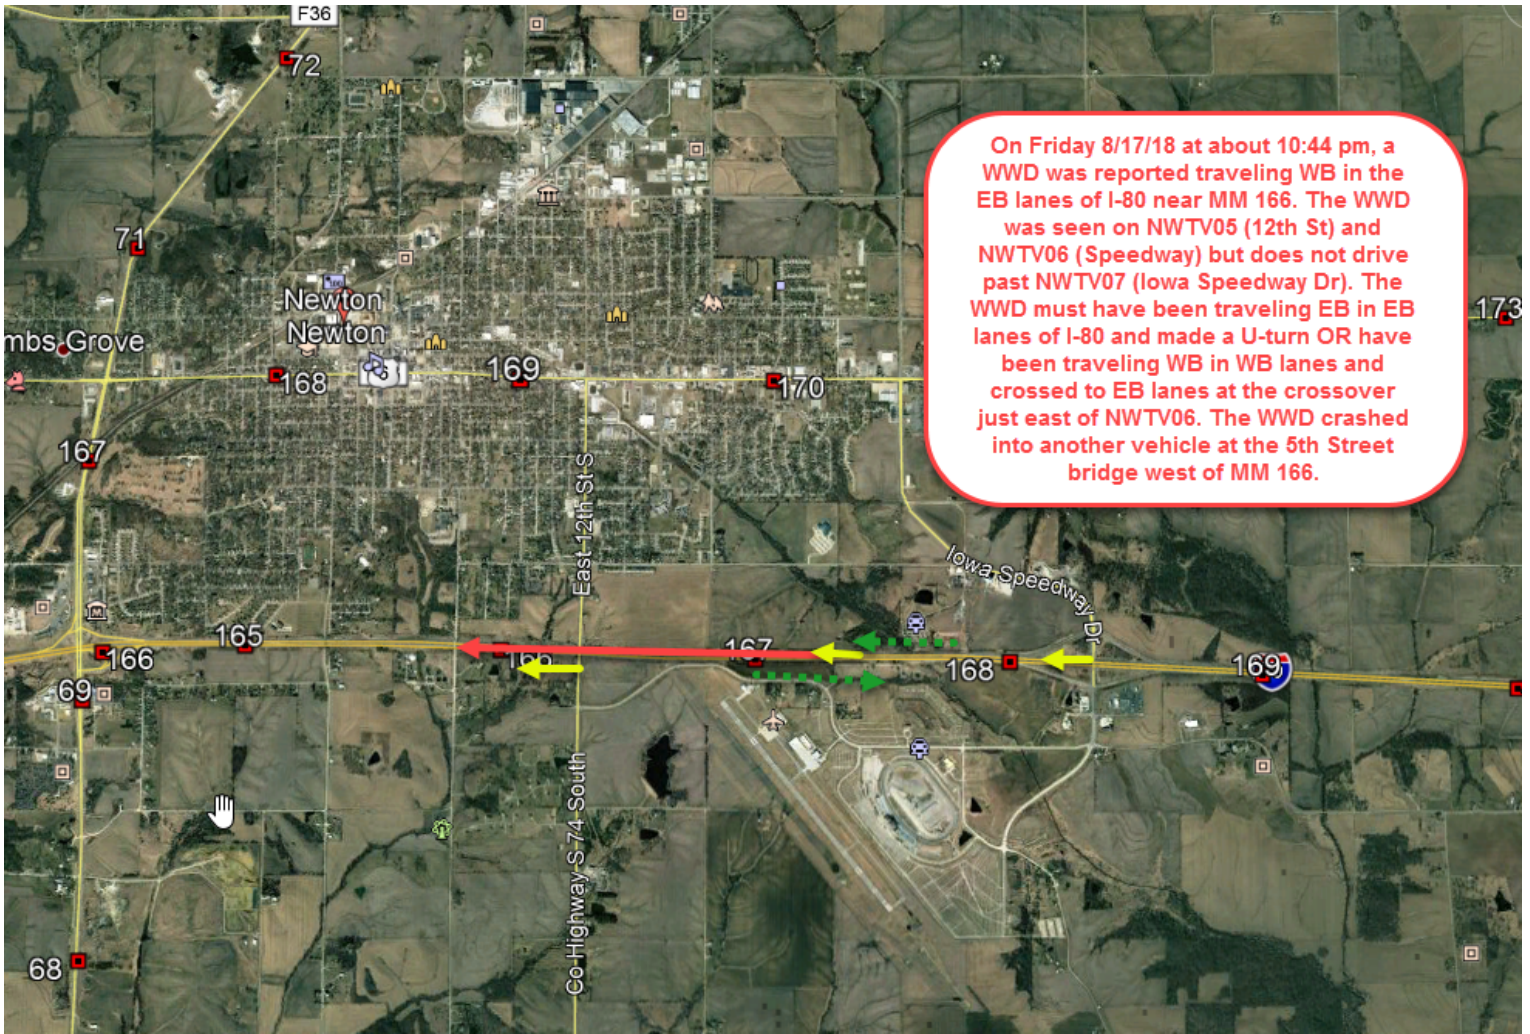 F36
72
On Friday 8/17/18 at about 10:44 pm, a
WWD was reported traveling WB in the
EB lanes of I-80 near MM 166. The WWD
was seen on NWTV05 (12th St) and
NWTV06 (Speedway) but does not drive
past NWTV07 (Iowa Speedway Dr). The
WWD must have been traveling EB in EB
lanes of I-80 and made a U-turn OR have
been traveling WB in WB lanes and
crossed to EB lanes at the crossover
just east of NWTV06. The WWD crashed
into another vehicle at the 5th Street
bridge west of MM 166.
71
Newton
Newton
173
mbs Grove
168
169
170
167
East 12th St S
Iowa Speedway Dr
165
166
166
167
168
169
69
Co Highway S 74 South
68